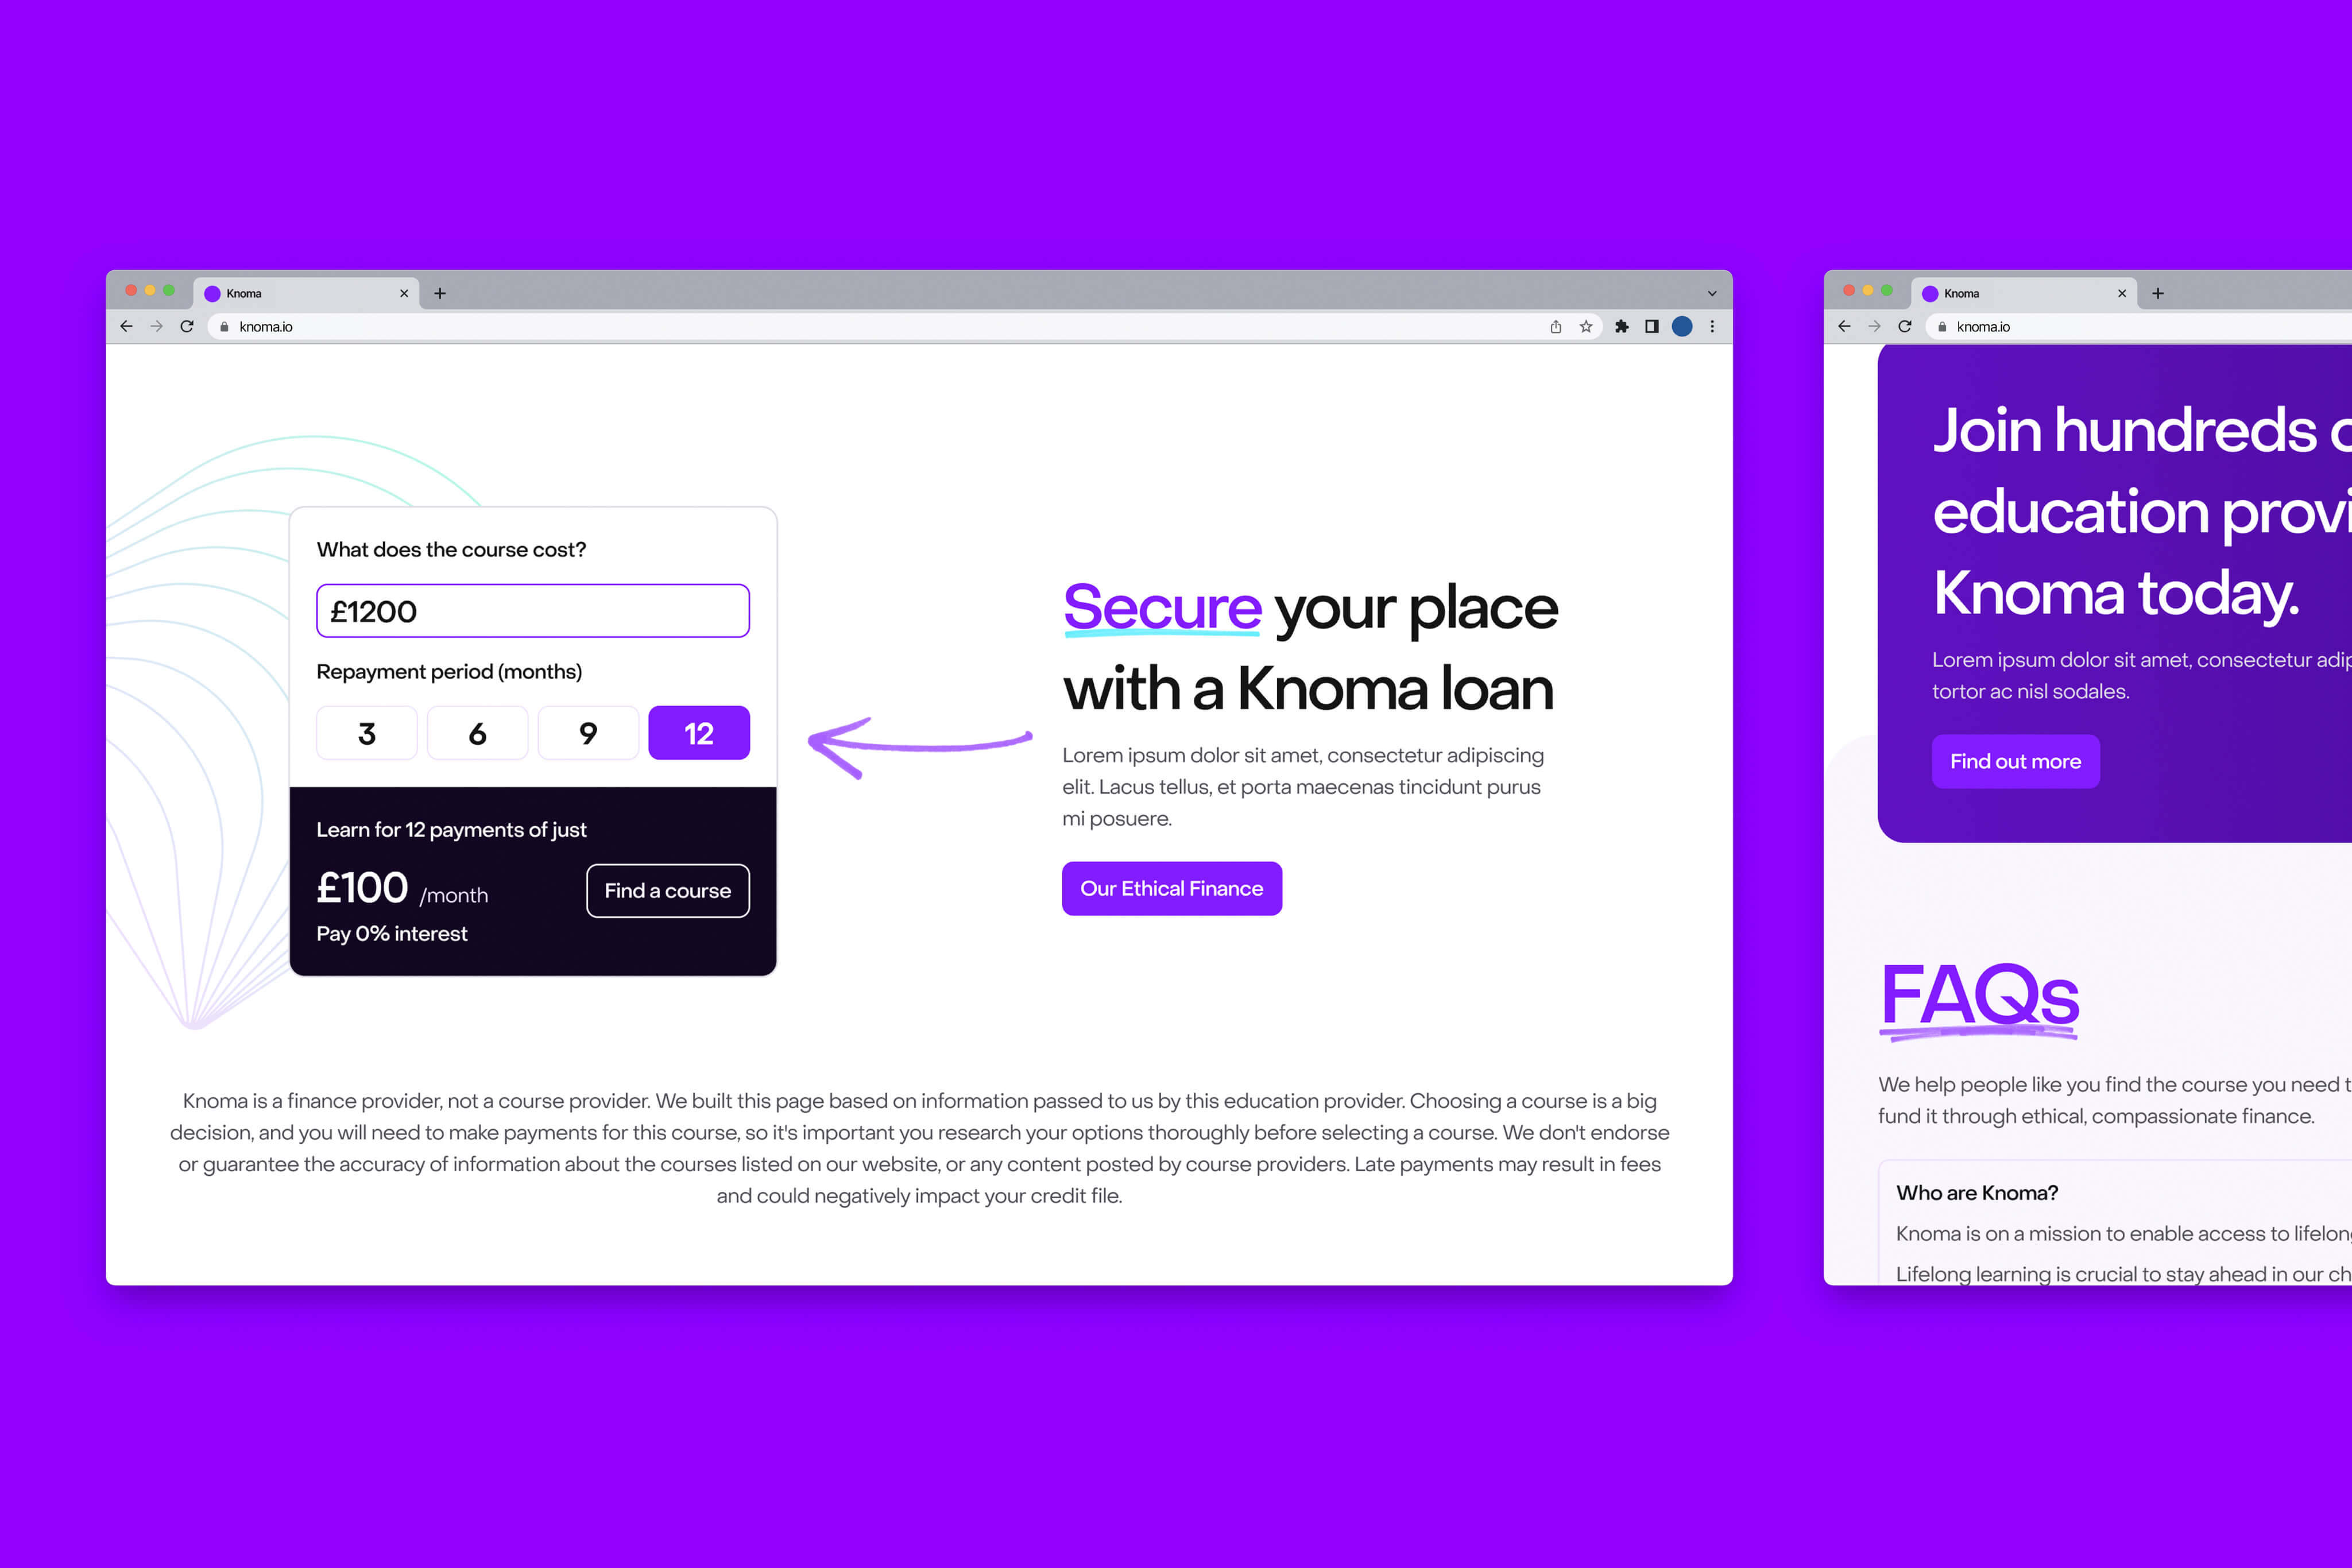 Knoma
knoma.io
What does the course cost?
£1200
Repayment period (months)
3 6 9 12
Learn for 12 payments of just
£100 /month
Find a course
Pay 0% interest
Secure your place
with a Knoma loan
Lorem ipsum dolor sit amet, consectetur adipiscing
elit. Lacus tellus, et porta maecenas tincidunt purus
mi posuere.
Our Ethical Finance
Knoma is a finance provider, not a course provider. We built this page based on information passed to us by this education provider. Choosing a course is a big
decision, and you will need to make payments for this course, so it's important you research your options thoroughly before selecting a course. We don't endorse
or guarantee the accuracy of information about the courses listed on our website, or any content posted by course providers. Late payments may result in fees
and could negatively impact your credit file.
Knoma
knoma.io
Join hundreds
education
Knoma today.
Lorem ipsum dolor sit amet, consectetur
tortor ac nisl sodales.
Find out more
FAQs
We help people like you find the course you need
fund it through ethical, compassionate finance.
Who are Knoma?
Knoma is on a mission to enable access to
Lifelong learning is crucial to stay ahead in our